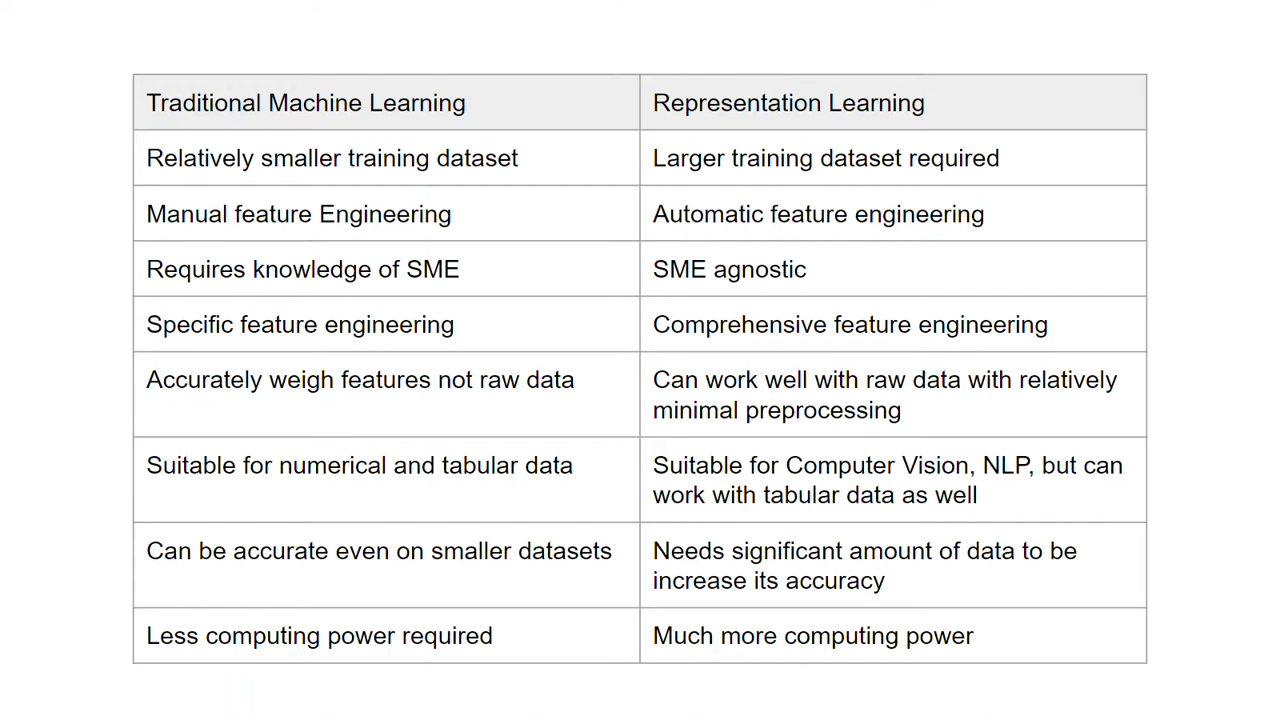 Traditional Machine Learning
Representation Learning
Relatively smaller training dataset
Larger training dataset required
Manual feature Engineering
Automatic feature engineering
Requires knowledge of SME
SME agnostic
Specific feature engineering
Comprehensive feature engineering
Accurately weigh features not raw data
Can work well with raw data with relatively
minimal preprocessing
Suitable for numerical and tabular data
Suitable for Computer Vision, NLP, but can
work with tabular data as well
Can be accurate even on smaller datasets
Needs significant amount of data to be
increase its accuracy
Less computing power required
Much more computing power